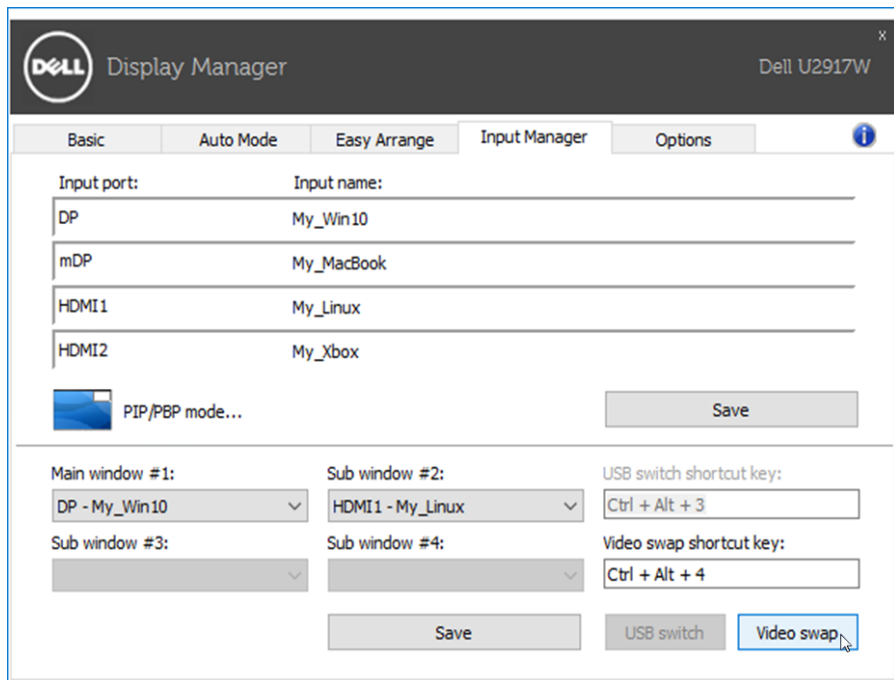 DELL Display Manager Dell U2917W
x
Basic Auto Mode Easy Arrange Input Manager Options i
Input port: Input name:
DP My_Win10
mDP My_MacBook
HDMI1 My_Linux
HDMI2 My_Xbox
PIP/PBP mode... Save
Main window #1: Sub window #2: USB switch shortcut key:
DP - My_Win10 HDMI1 - My_Linux Ctrl + Alt + 3
Sub window #3: Sub window #4: Video swap shortcut key:
Ctrl + Alt + 4
Save USB switch Video swap